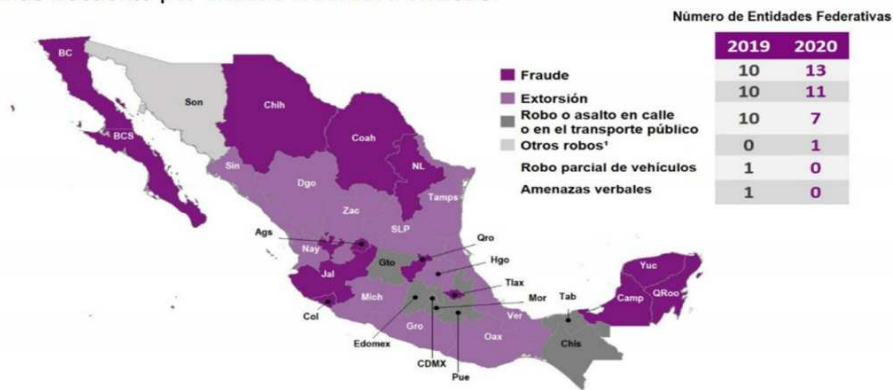 Número de Entidades Federativas
2019 2020
Fraude 10 13
Extorsión 10 11
Robo o asalto en calle
o en el transporte público 10 7
Otros robos¹ 0 1
Robo parcial de vehículos 1 0
Amenazas verbales 1 0
BC
Son
Chih
BCS
Coah
NL
Sin
Dgo
Tamps
Zac
SLP
Ags
Qro
Nay
Gto
Hgo
Jal
Tlax
Yuc
Mich
Mor
Tab
Camp
QRoo
Col
Ver
Gro
Oax
Chis
Edomex
CDMX
Pue